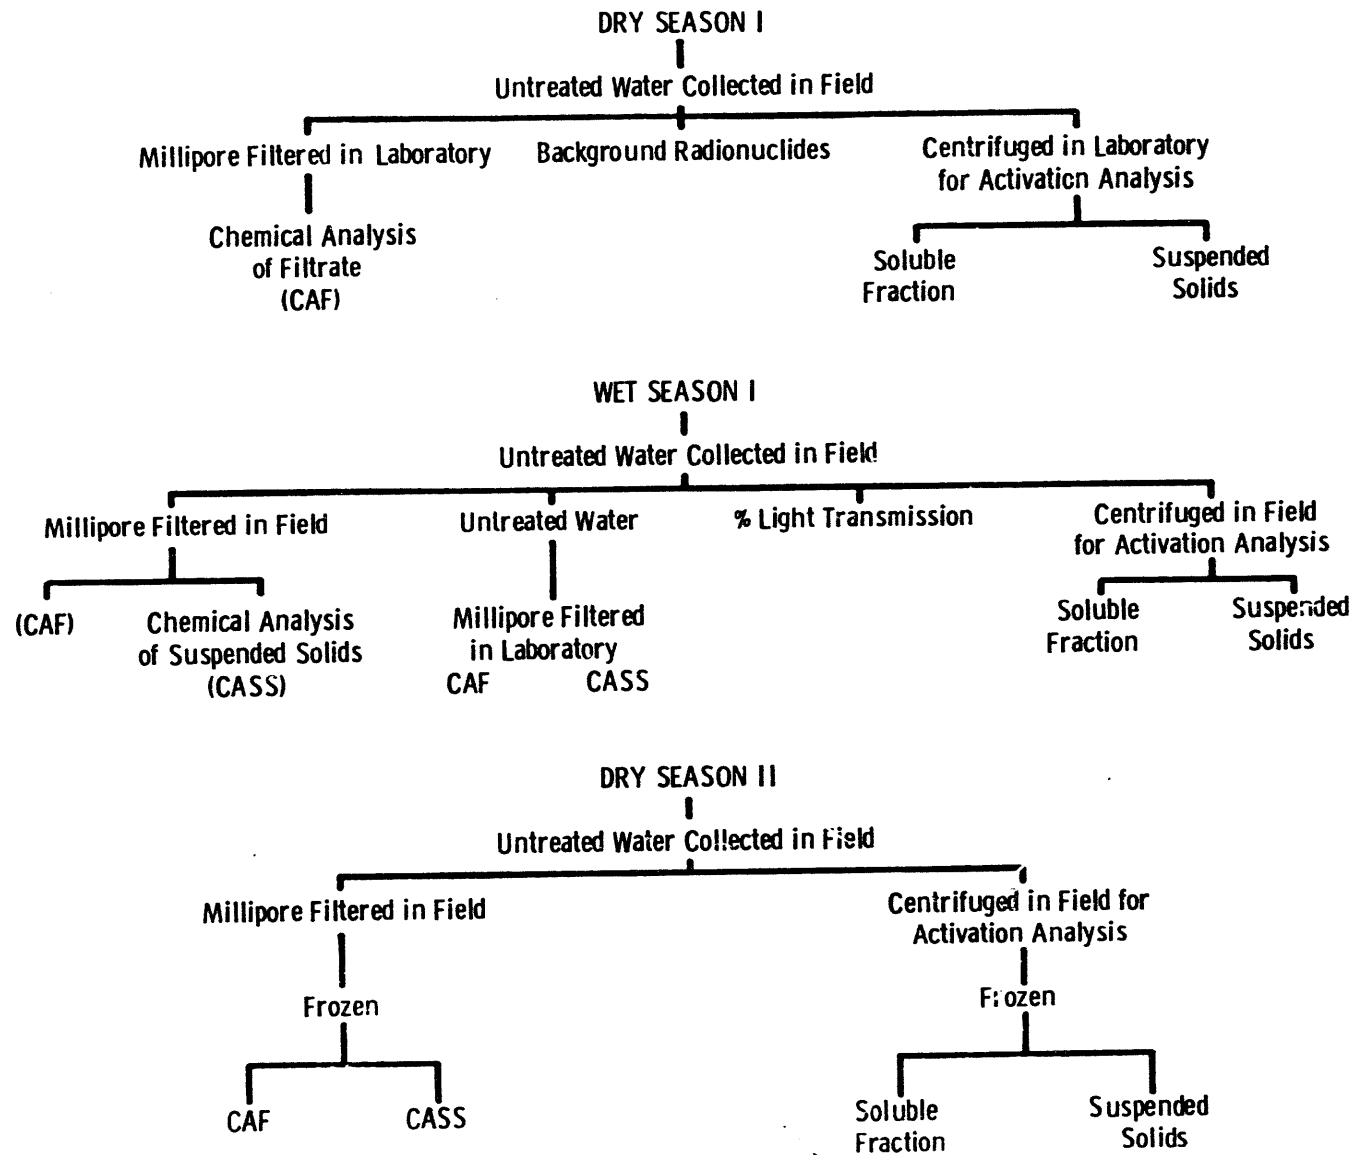 DRY SEASON I
Untreated Water Collected in Field
Millipore Filtered in Laboratory
Background Radionuclides
Centrifuged in Laboratory
for Activation Analysis
Chemical Analysis
of Filtrate
(CAF)
Soluble
Fraction
Suspended
Solids
WET SEASON I
Untreated Water Collected in Field
Millipore Filtered in Field
Untreated Water
% Light Transmission
Centrifuged in Field
for Activation Analysis
(CAF)
Chemical Analysis
of Suspended Solids
(CASS)
Millipore Filtered
in Laboratory
CAF CASS
Soluble
Fraction
Suspended
Solids
DRY SEASON II
Untreated Water Collected in Field
Millipore Filtered in Field
Centrifuged in Field for
Activation Analysis
Frozen
Frozen
CAF
CASS
Soluble
Fraction
Suspended
Solids